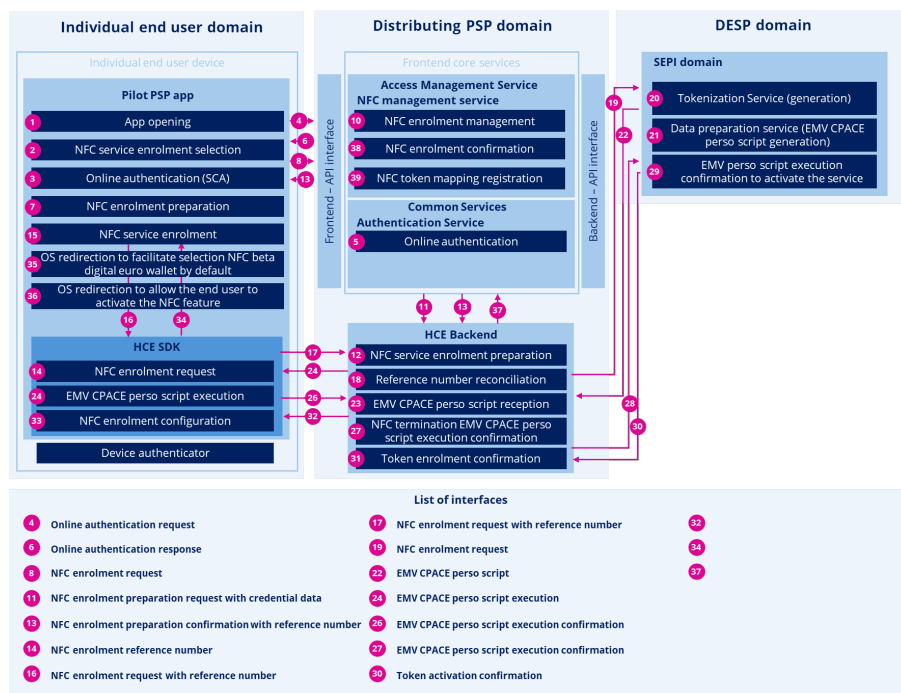 Individual end user domain
Distributing PSP domain
DESP domain
Individual end user device
Pilot PSP app
1 App opening
2 NFC service enrolment selection
3 Online authentication (SCA)
7 NFC enrolment preparation
15 NFC service enrolment
35 OS redirection to facilitate selection NFC beta
digital euro wallet by default
36 OS redirection to allow the end user to
activate the NFC feature
16
34
HCE SDK
14 NFC enrolment request
24 EMV CPACE perso script execution
33 NFC enrolment configuration
Device authenticator
4
6
8
13
17
24
26
32
Frontend – API interface
Frontend core services
Access Management Service
NFC management service
10 NFC enrolment management
38 NFC enrolment confirmation
39 NFC token mapping registration
Common Services
Authentication Service
5 Online authentication
Backend – API interface
11
13
37
HCE Backend
12 NFC service enrolment preparation
18 Reference number reconciliation
23 EMV CPACE perso script reception
27 NFC termination EMV CPACE perso
script execution confirmation
31 Token enrolment confirmation
19
22
28
30
SEPI domain
20 Tokenization Service (generation)
21 Data preparation service (EMV CPACE
perso script generation)
29 EMV perso script execution
confirmation to activate the service
List of interfaces
4 Online authentication request
6 Online authentication response
8 NFC enrolment request
11 NFC enrolment preparation request with credential data
13 NFC enrolment preparation confirmation with reference number
14 NFC enrolment reference number
16 NFC enrolment request with reference number
17 NFC enrolment request with reference number
19 NFC enrolment request
22 EMV CPACE perso script
24 EMV CPACE perso script execution
26 EMV CPACE perso script execution confirmation
27 EMV CPACE perso script execution confirmation
30 Token activation confirmation
32
34
37